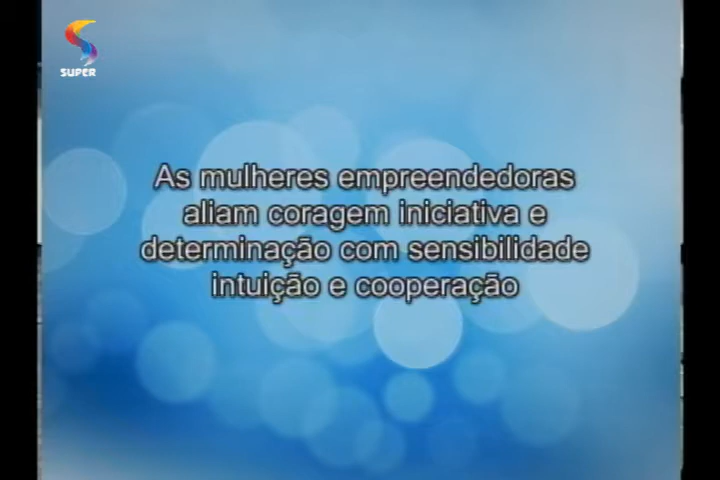 SUPER
As mulheres empreendedoras
aliam coragem iniciativa e
determinação com sensibilidade
intuição e cooperação